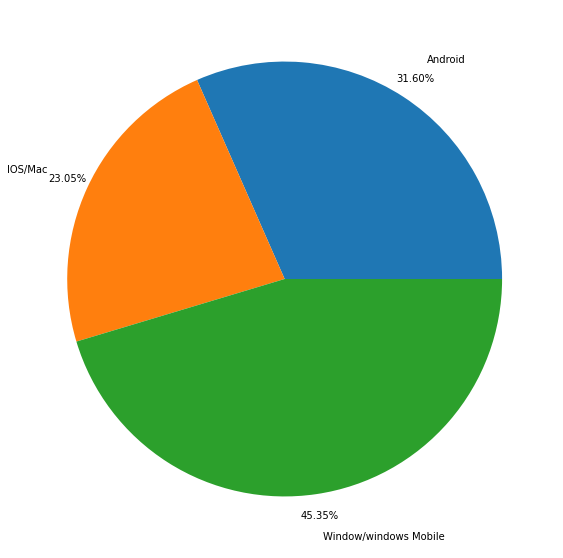 Android
31.60%
IOS/Mac
23.05%
45.35%
Window/windows Mobile